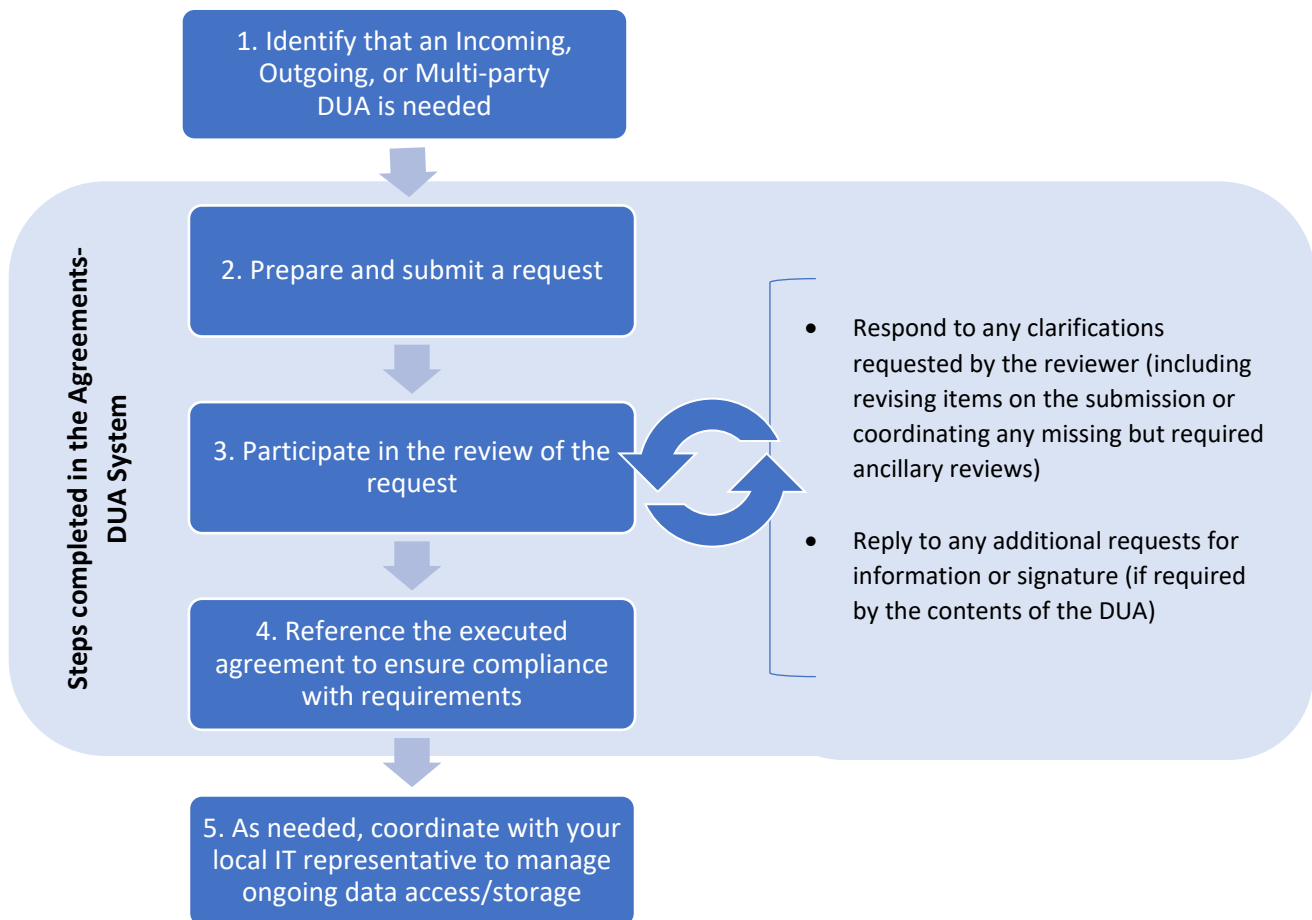 1. Identify that an Incoming,
Outgoing, or Multi-party
DUA is needed
Steps completed in the Agreements-
DUA System
2. Prepare and submit a request
3. Participate in the review of the
request
• Respond to any clarifications
requested by the reviewer (including
revising items on the submission or
coordinating any missing but required
ancillary reviews)
• Reply to any additional requests for
information or signature (if required
by the contents of the DUA)
4. Reference the executed
agreement to ensure compliance
with requirements
5. As needed, coordinate with your
local IT representative to manage
ongoing data access/storage